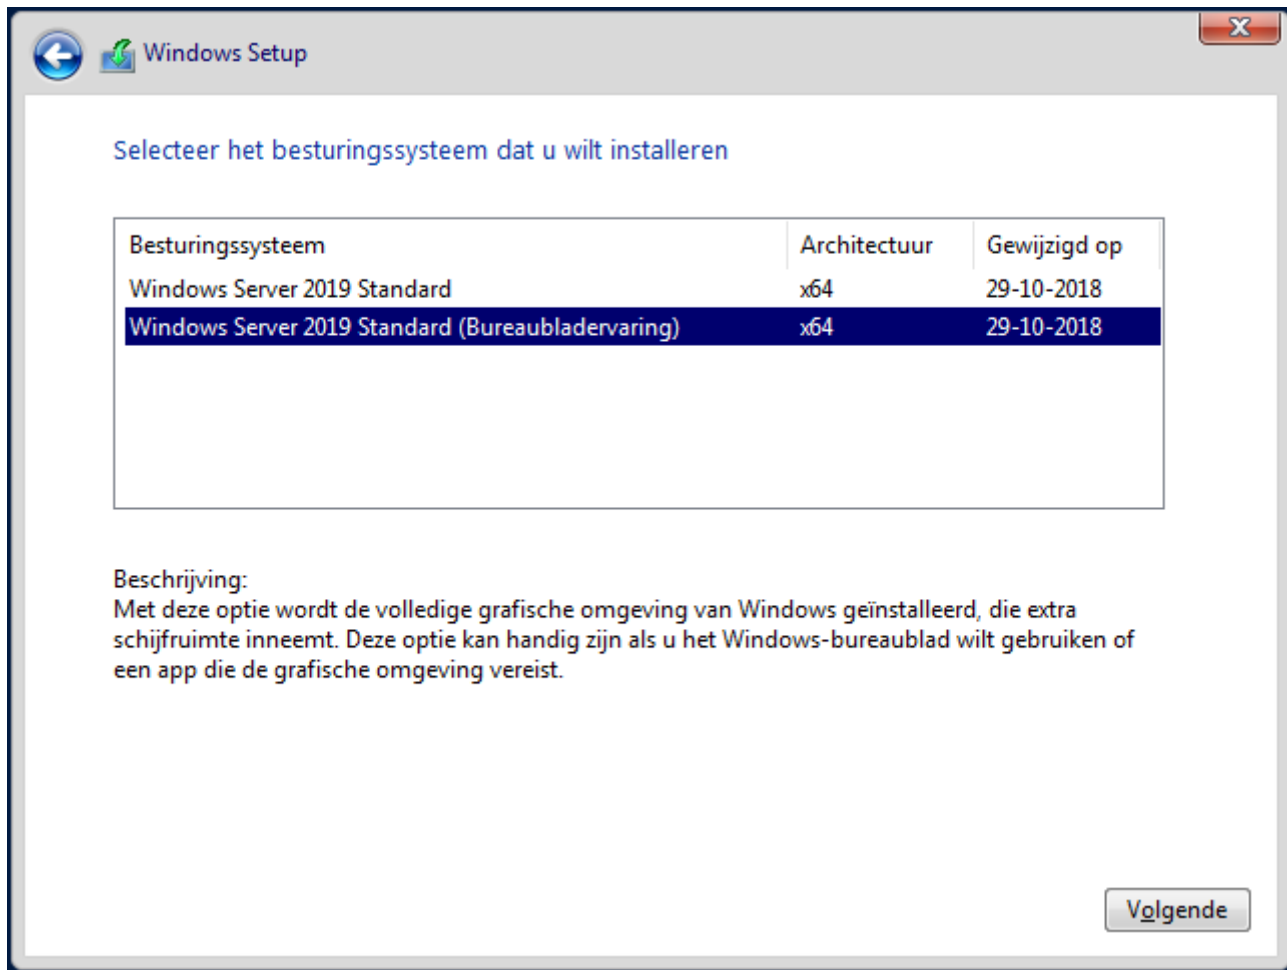 Windows Setup
Selecteer het besturingssysteem dat u wilt installeren
Besturingssysteem Architectuur Gewijzigd op
Windows Server 2019 Standard x64 29-10-2018
Windows Server 2019 Standard (Bureaubladervaring) x64 29-10-2018
Beschrijving:
Met deze optie wordt de volledige grafische omgeving van Windows geïnstalleerd, die extra
schijfruimte inneemt. Deze optie kan handig zijn als u het Windows-bureaublad wilt gebruiken of
een app die de grafische omgeving vereist.
Volgende